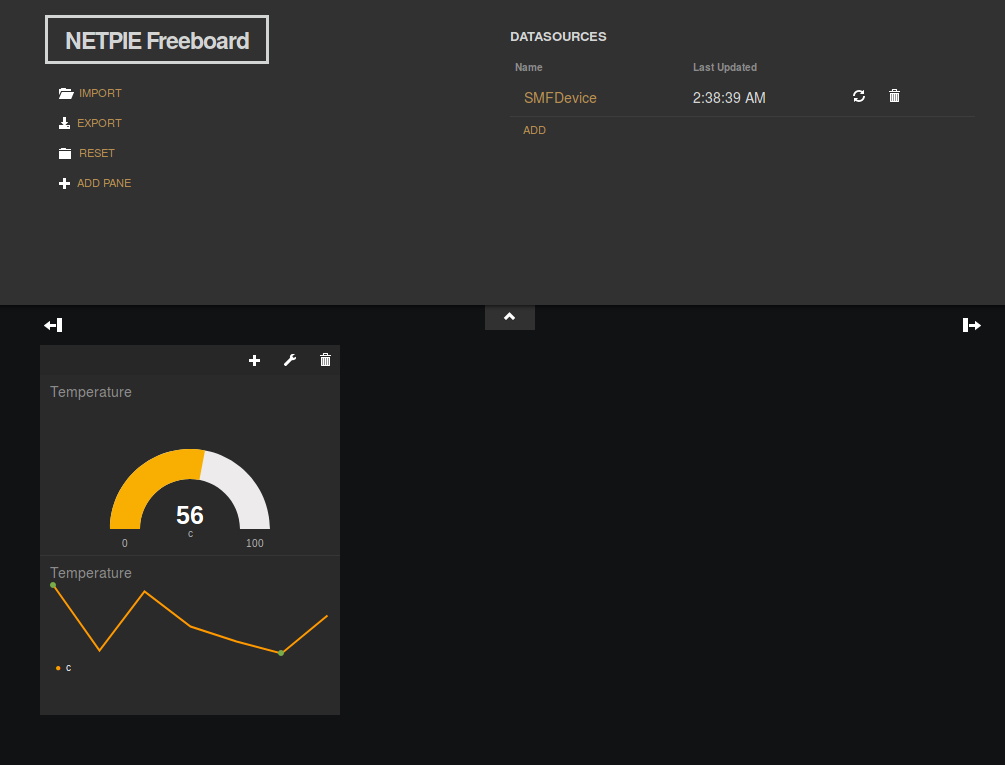 NETPIE Freeboard
IMPORT
EXPORT
RESET
ADD PANE
DATASOURCES
Name Last Updated
SMFDevice 2:38:39 AM
ADD
Temperature
56
c
0 100
Temperature
c